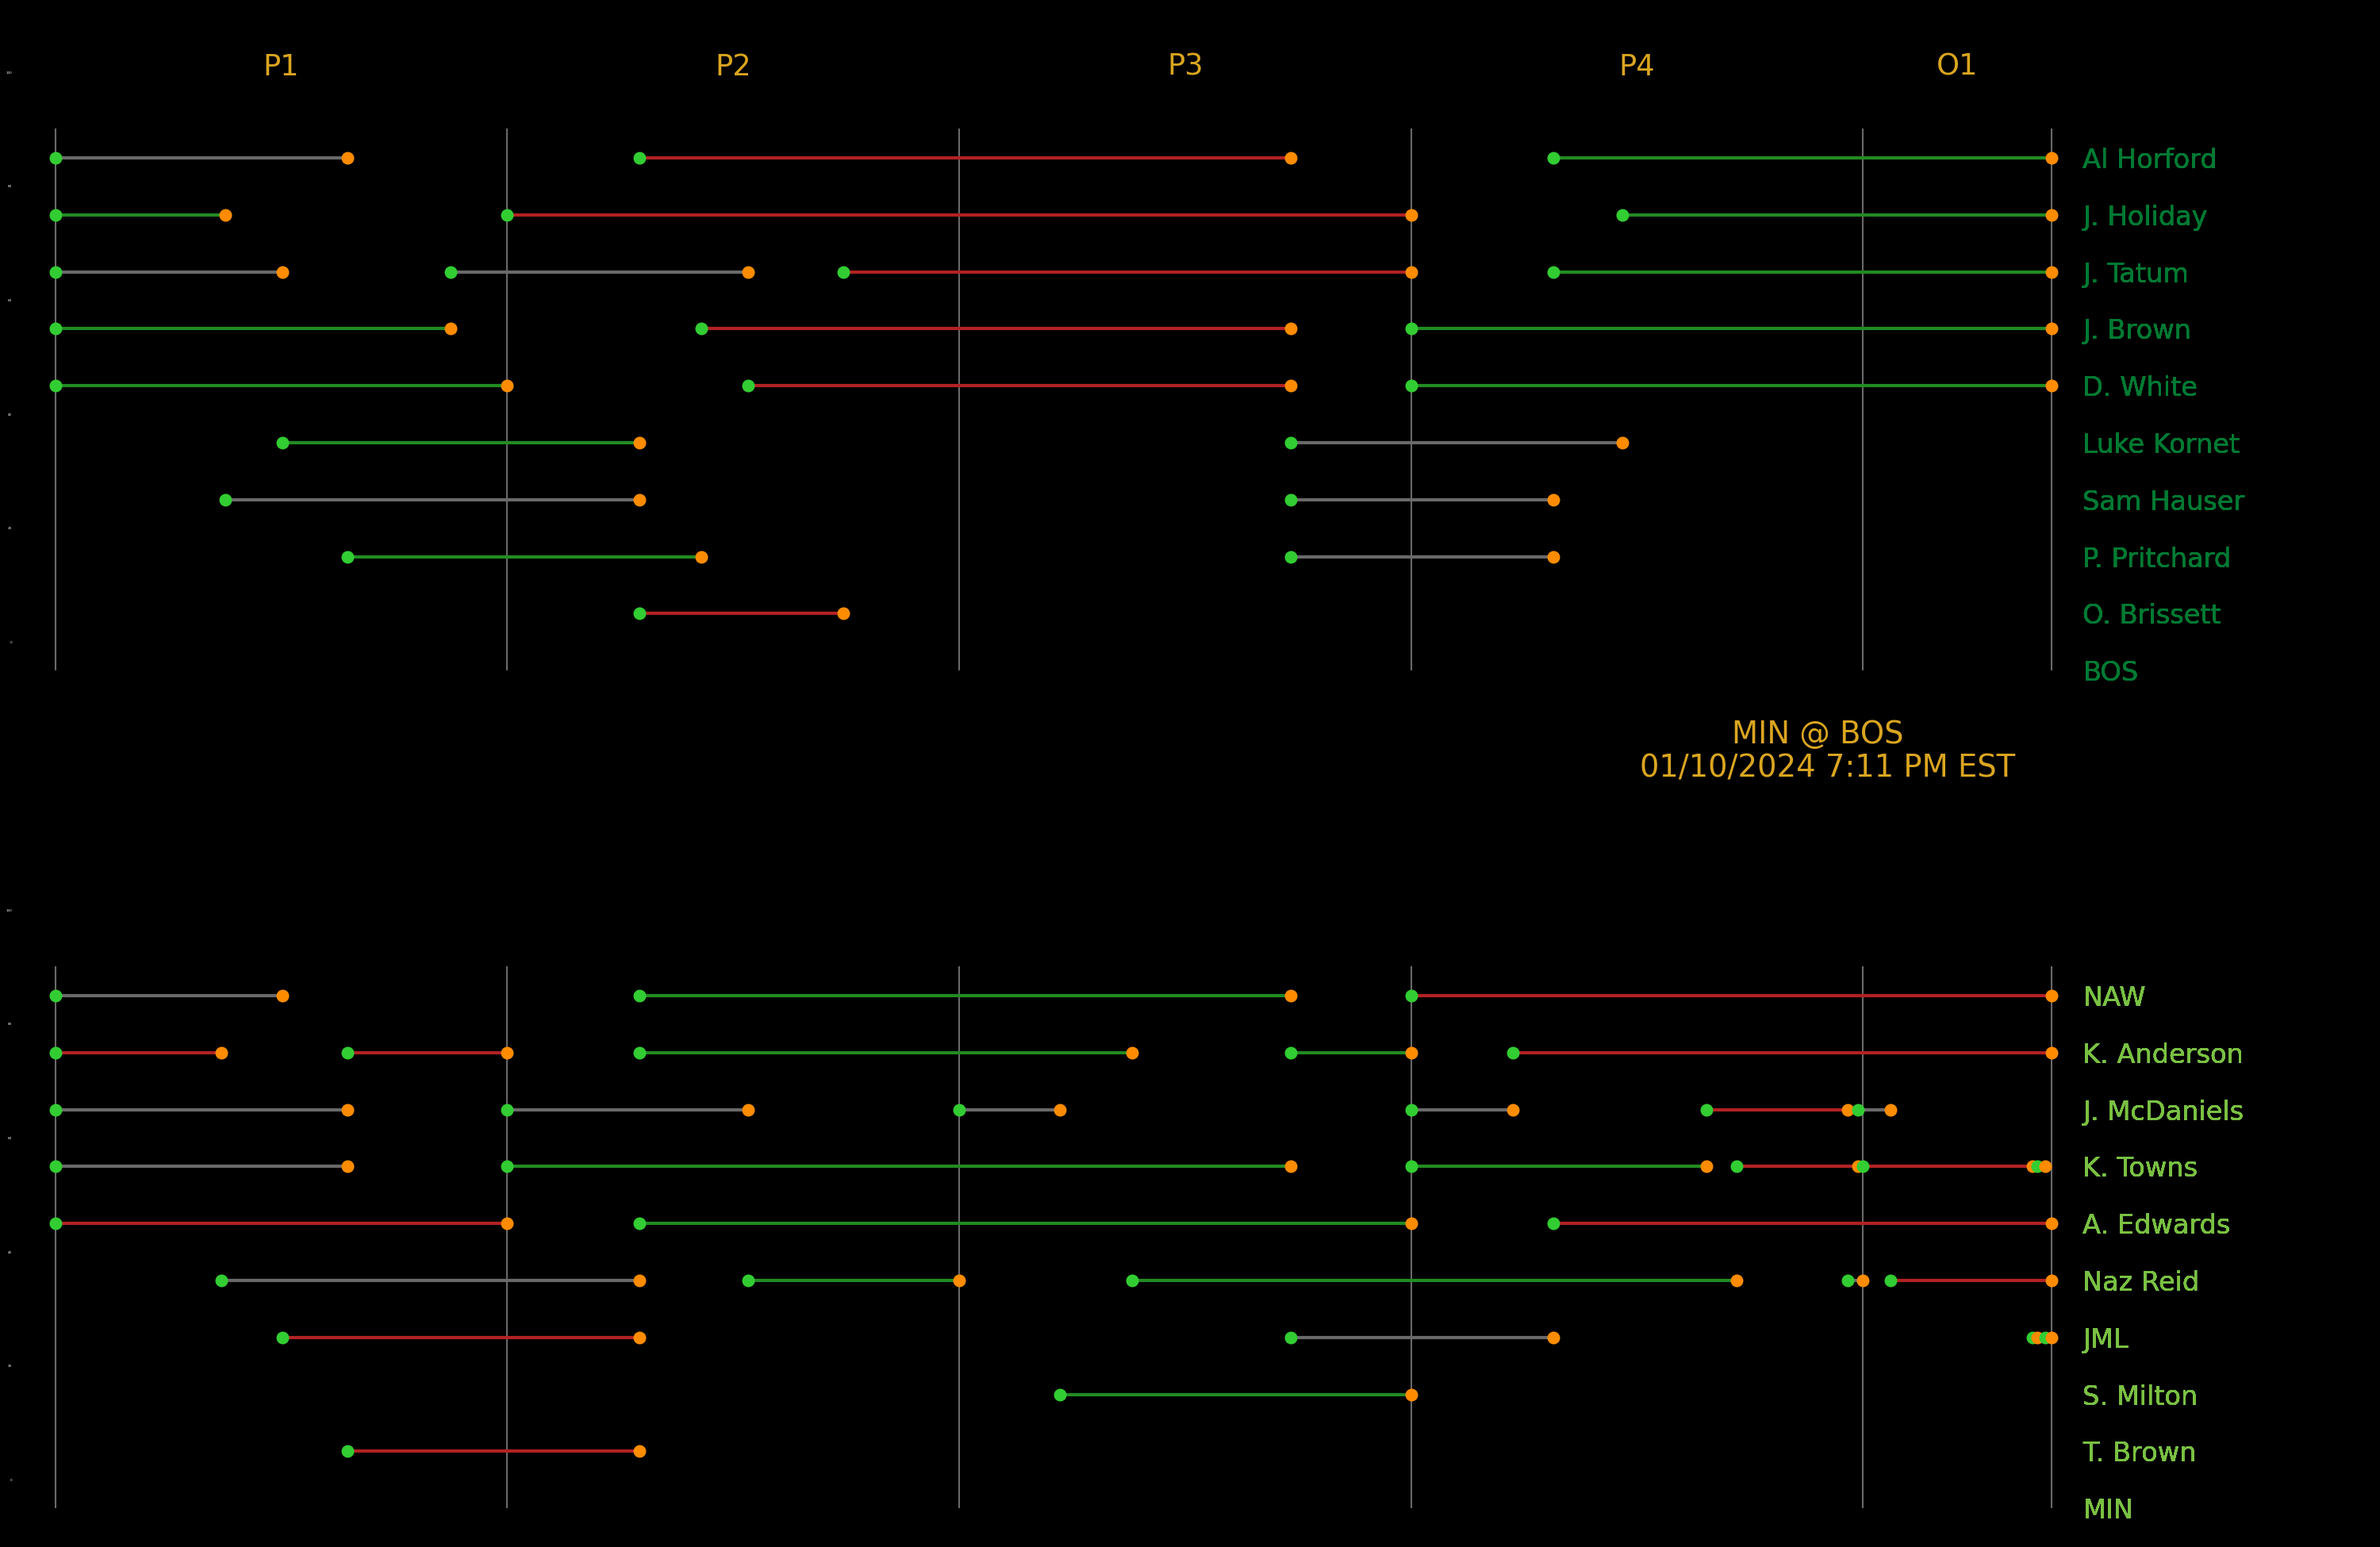 P1 P2 P3 P4 O1
Al Horford
J. Holiday
J. Tatum
J. Brown
D. White
Luke Kornet
Sam Hauser
P. Pritchard
O. Brissett
BOS
MIN @ BOS
01/10/2024 7:11 PM EST
NAW
K. Anderson
J. McDaniels
K. Towns
A. Edwards
Naz Reid
JML
S. Milton
T. Brown
MIN